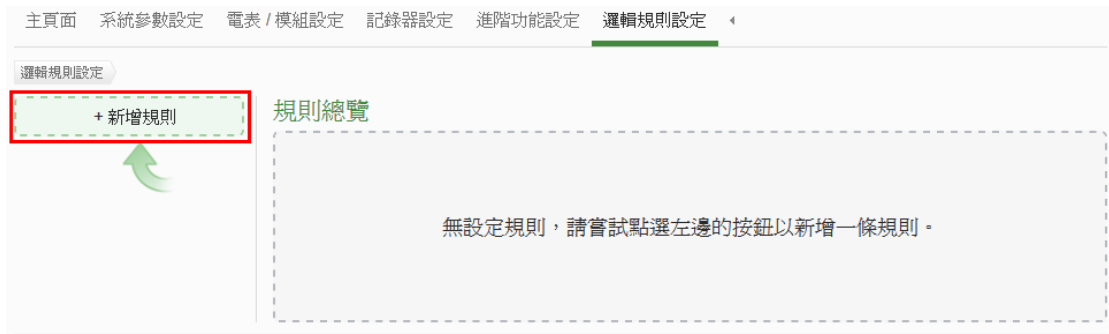 主頁面 系統參數設定 電表 / 模組設定 記錄器設定 進階功能設定 邏輯規則設定
邏輯規則設定
+ 新增規則
規則總覽
無設定規則，請嘗試點選左邊的按鈕以新增一條規則。